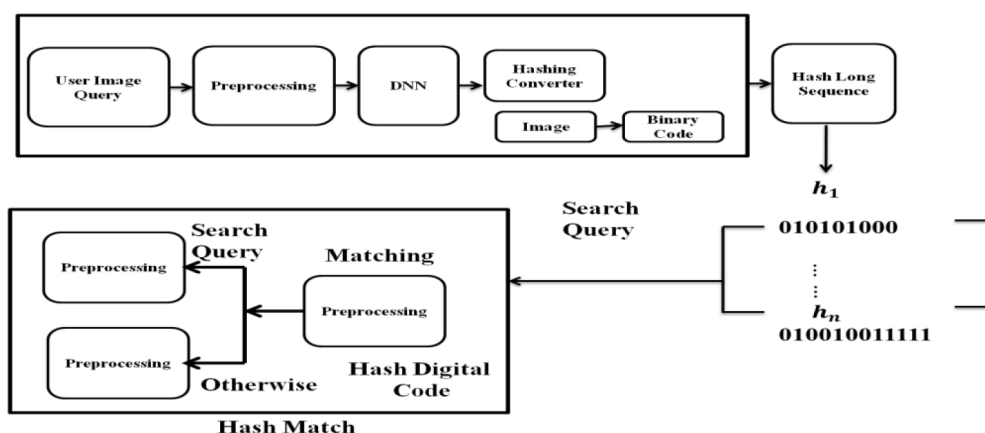 User Image
Query
Preprocessing
DNN
Hashing
Converter
Image
Binary
Code
Hash Long
Sequence
h₁
010101000
... ...
hₙ
010010011111
Search
Query
Search
Query
Matching
Preprocessing
Preprocessing
Preprocessing
Otherwise
Hash Digital
Code
Hash Match